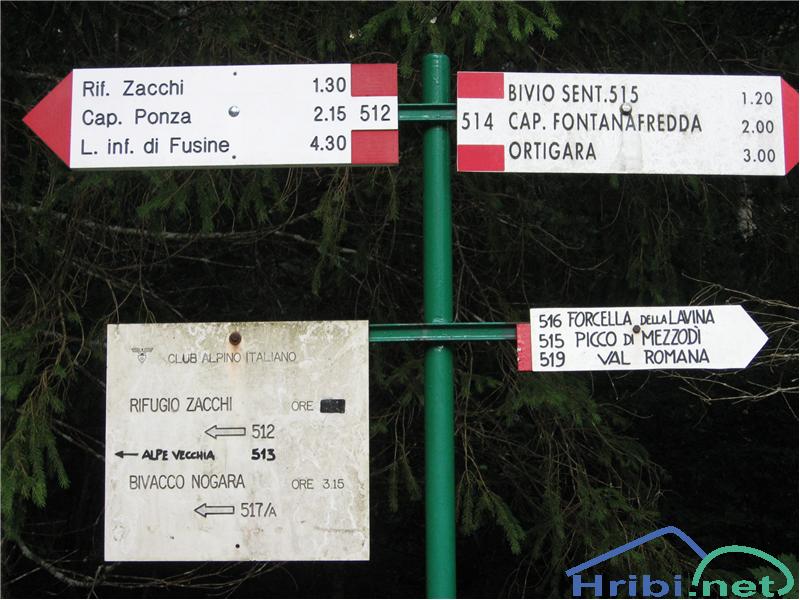 Rif. Zacchi 1.30
Cap. Ponza 2.15 512
L. inf. di Fusine 4.30
BIVIO SENT.515 1.20
514 CAP. FONTANAFREDDA 2.00
ORTIGARA 3.00
516 FORCELLA DELLA LAVINA
515 PICCO DI MEZZODÌ
519 VAL ROMANA
CLUB ALPINO ITALIANO
RIFUGIO ZACCHI ORE
512
ALPE VECCHIA 513
BIVACCO NOGARA ORE 3.15
517/A
Hribi.net